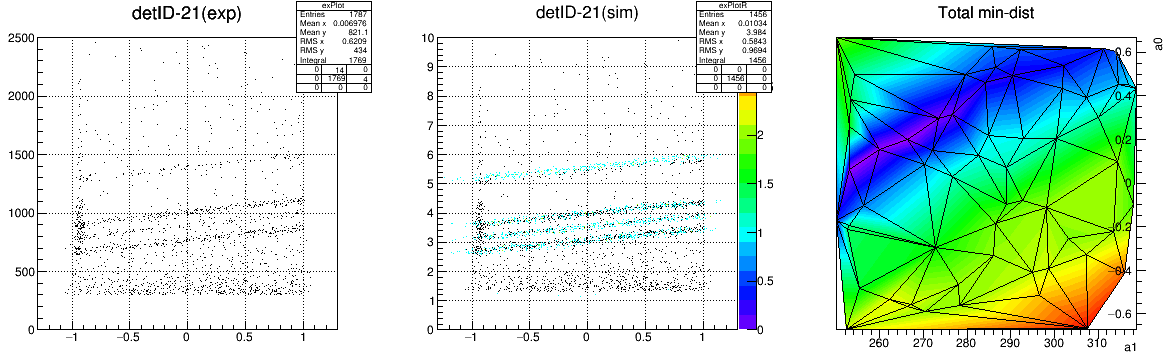 detID-21(exp)
exPlot
Entries 1787
Mean x 0.006976
Mean y 821.1
RMS x 0.6209
RMS y 434
Integral 1769
0 14 0
0 1769 4
0 0 0
2500
2000
1500
1000
500
0
−1 −0.5 0 0.5 1
detID-21(sim)
exPlotR
Entries 1456
Mean x 0.01034
Mean y 3.984
RMS x 0.5843
RMS y 0.9694
Integral 1456
0 0 0
0 1456 0
0 0 0
10
9
8
7
6
5
4
3
2
1
0
−1 −0.5 0 0.5 1
2
1.5
1
0.5
0
Total min-dist
a0
0.6
0.4
0.2
0
−0.2
−0.4
−0.6
260 270 280 290 300 310
a1